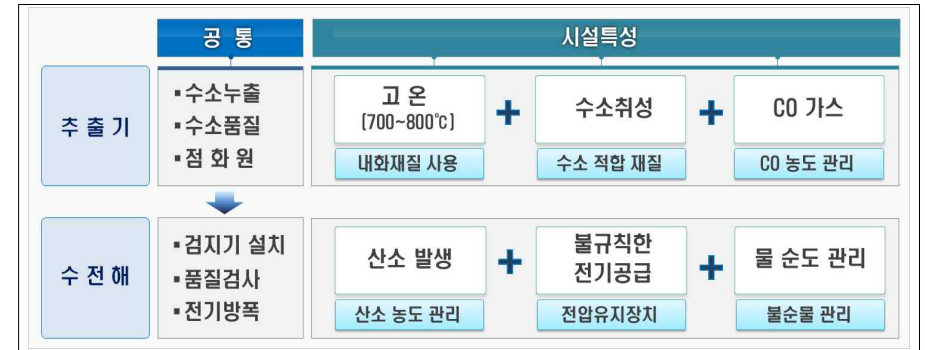 공 통
시설특성
추 출 기
▪수소누출
▪수소품질
▪점 화 원
고 온
(700~800℃)
+
수소취성
+
CO 가스
내화재질 사용
수소 적합 재질
CO 농도 관리
수 전 해
▪검지기 설치
▪품질검사
▪전기방폭
산소 발생
+
불규칙한
전기공급
+
물 순도 관리
산소 농도 관리
전압유지장치
불순물 관리